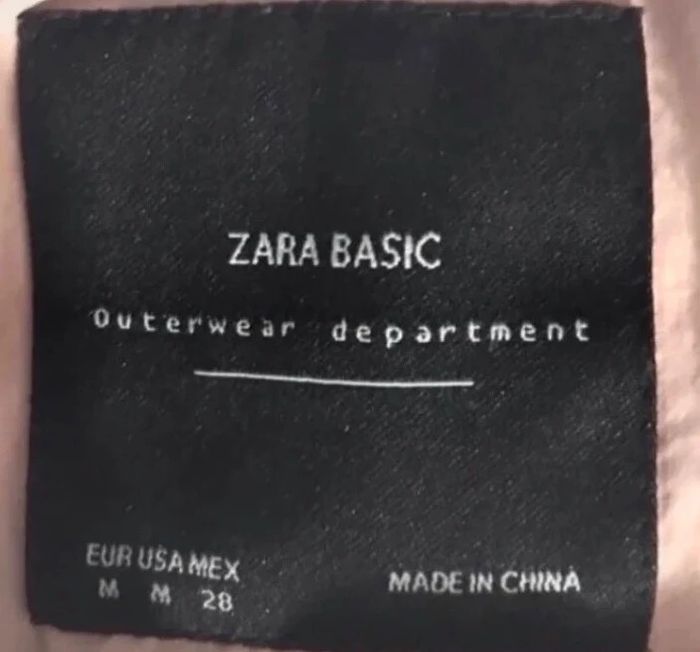 ZARA BASIC
Outerwear department
EUR USA MEX
M M 28
MADE IN CHINA